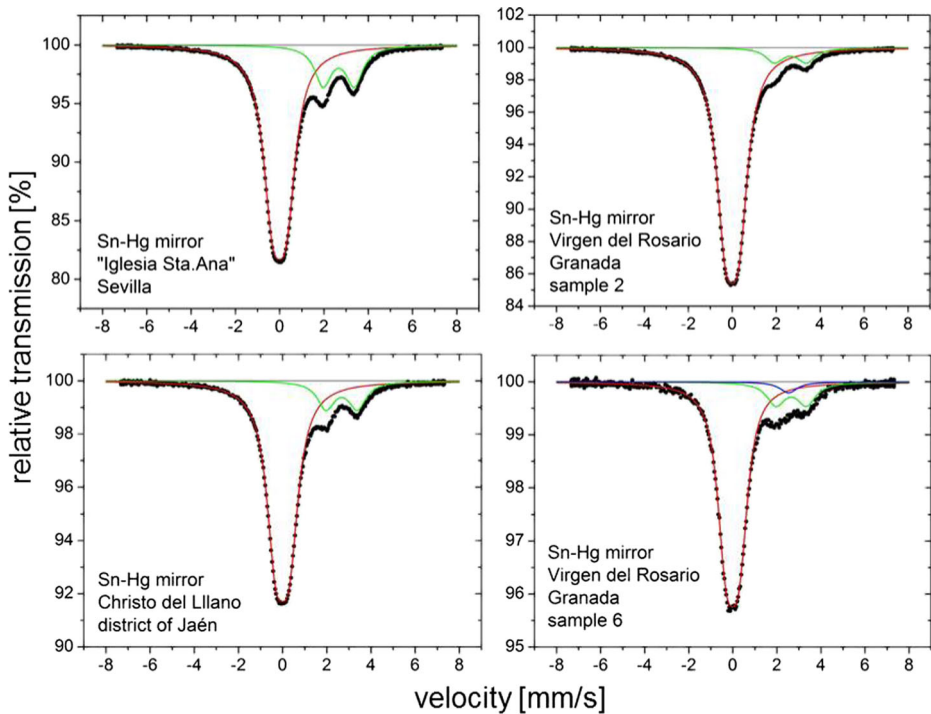 relative transmission [%]
100
95
90
85
80
-8 -6 -4 -2 0 2 4 6 8
Sn-Hg mirror
"Iglesia Sta.Ana"
Sevilla
102
100
98
96
94
92
90
88
86
84
-8 -6 -4 -2 0 2 4 6 8
Sn-Hg mirror
Virgen del Rosario
Granada
sample 2
100
98
96
94
92
90
-8 -6 -4 -2 0 2 4 6 8
Sn-Hg mirror
Christo del Lllano
district of Jaén
100
99
98
97
96
95
-8 -6 -4 -2 0 2 4 6 8
Sn-Hg mirror
Virgen del Rosario
Granada
sample 6
velocity [mm/s]